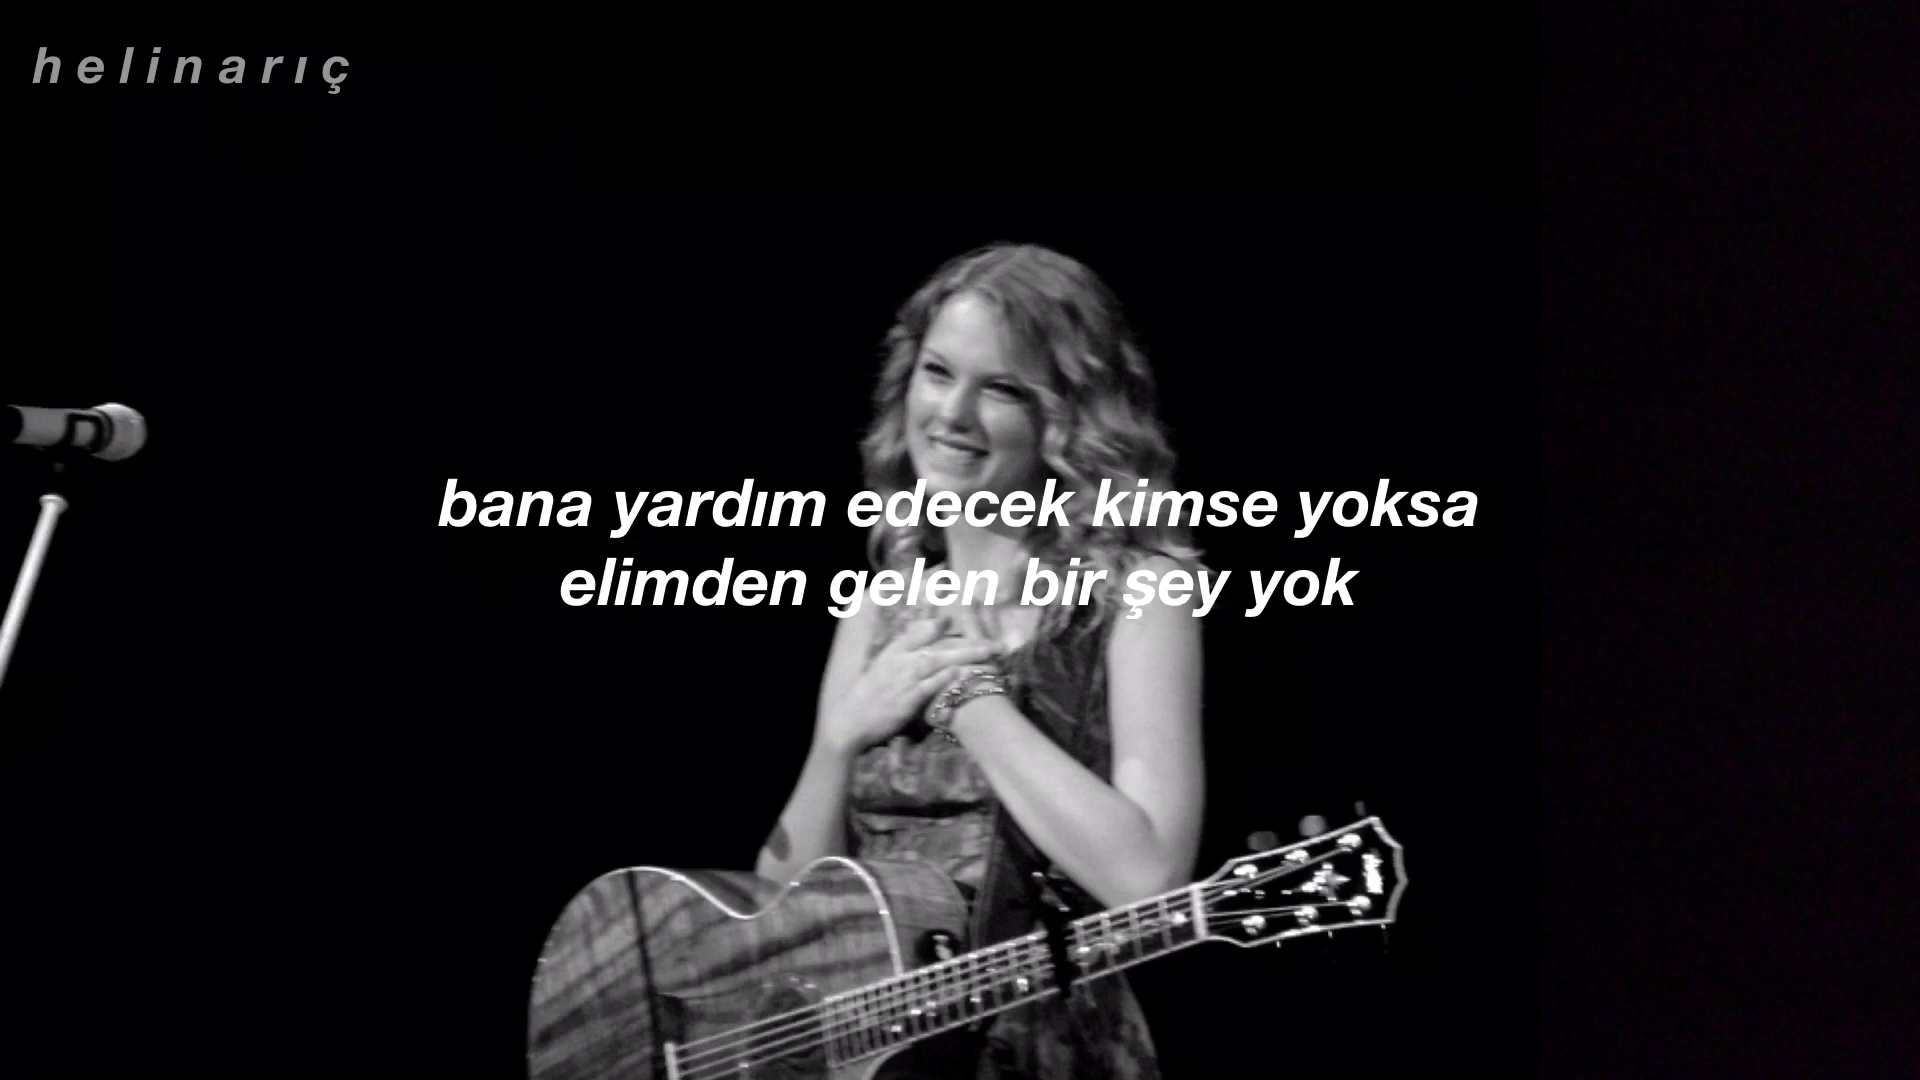 helinarıç
bana yardım edecek kimse yoksa
elimden gelen bir şey yok